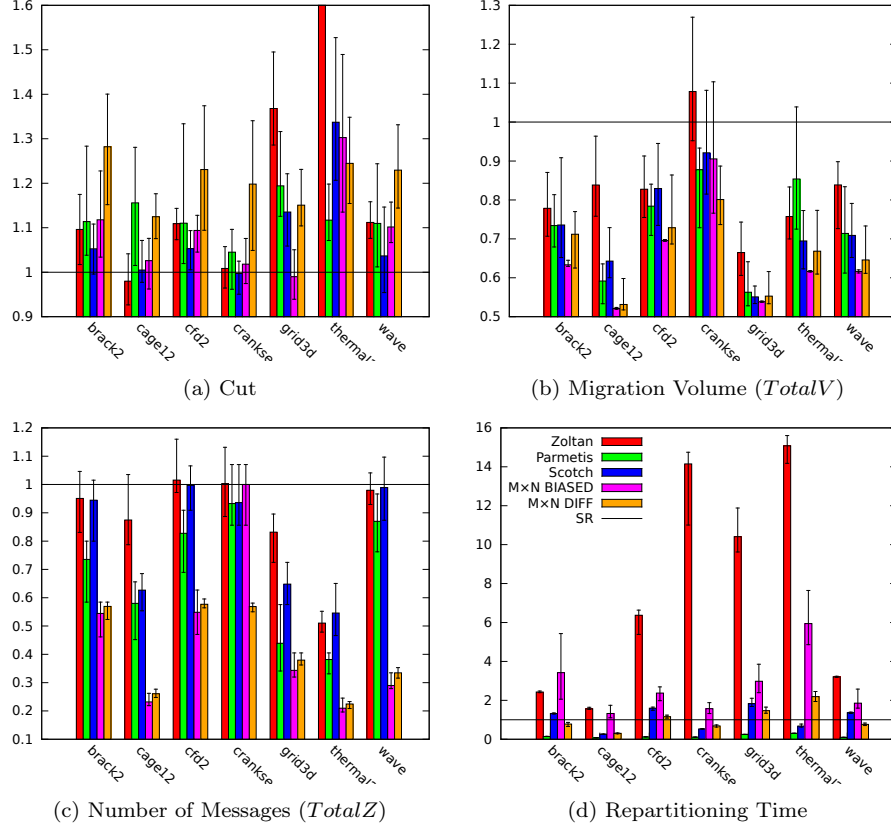 1.6
1.5
1.4
1.3
1.2
1.1
1
0.9
brack2
cage12
cfd2
crankse
grid3d
thermal2
wave
(a) Cut
1.3
1.2
1.1
1
0.9
0.8
0.7
0.6
0.5
brack2
cage12
cfd2
crankse
grid3d
thermal2
wave
(b) Migration Volume (TotalV)
1.2
1.1
1
0.9
0.8
0.7
0.6
0.5
0.4
0.3
0.2
0.1
brack2
cage12
cfd2
crankse
grid3d
thermal2
wave
(c) Number of Messages (TotalZ)
16
14
12
10
8
6
4
2
0
Zoltan
Parmetis
Scotch
M×N BIASED
M×N DIFF
SR
brack2
cage12
cfd2
crankse
grid3d
thermal2
wave
(d) Repartitioning Time